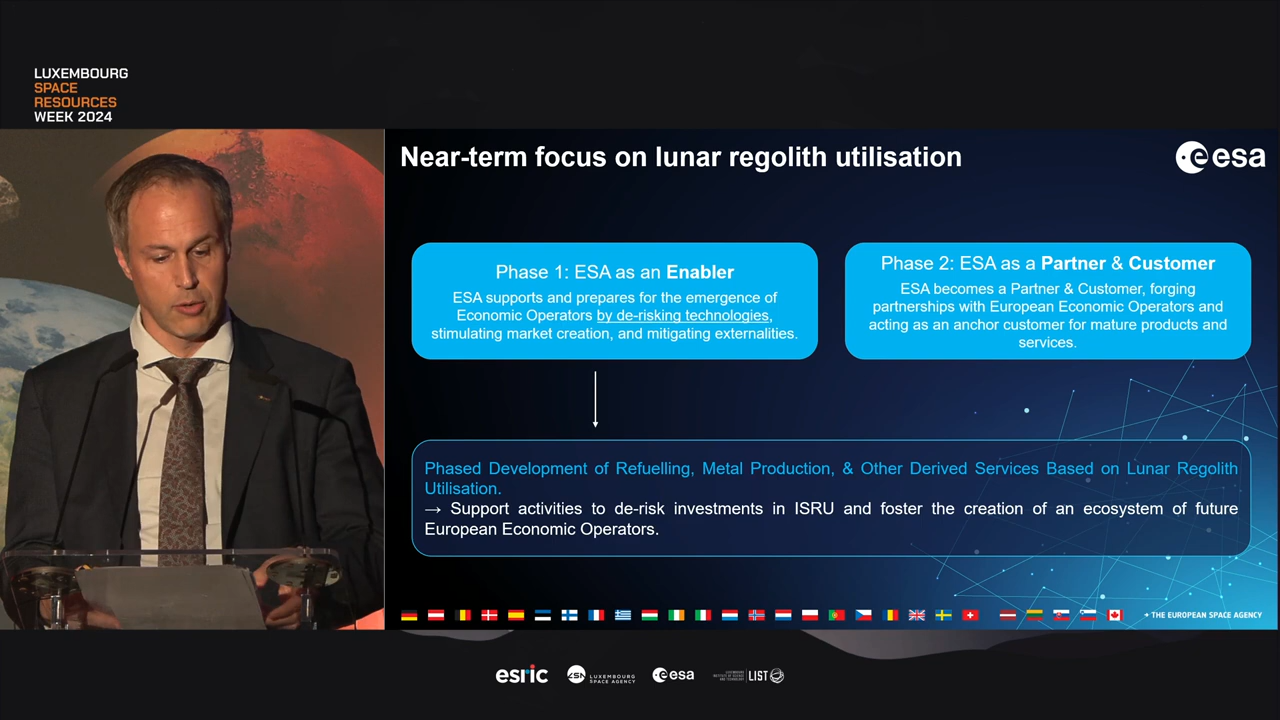 LUXEMBOURG
SPACE
RESOURCES
WEEK 2024
Near-term focus on lunar regolith utilisation
esa
Phase 1: ESA as an Enabler
ESA supports and prepares for the emergence of
Economic Operators by de-risking technologies,
stimulating market creation, and mitigating externalities.
Phase 2: ESA as a Partner & Customer
ESA becomes a Partner & Customer, forging
partnerships with European Economic Operators and
acting as an anchor customer for mature products and
services.
Phased Development of Refuelling, Metal Production, & Other Derived Services Based on Lunar Regolith
Utilisation.
→ Support activities to de-risk investments in ISRU and foster the creation of an ecosystem of future
European Economic Operators.
→ THE EUROPEAN SPACE AGENCY
esric
LUXEMBOURG
SPACE AGENCY
esa
LIST